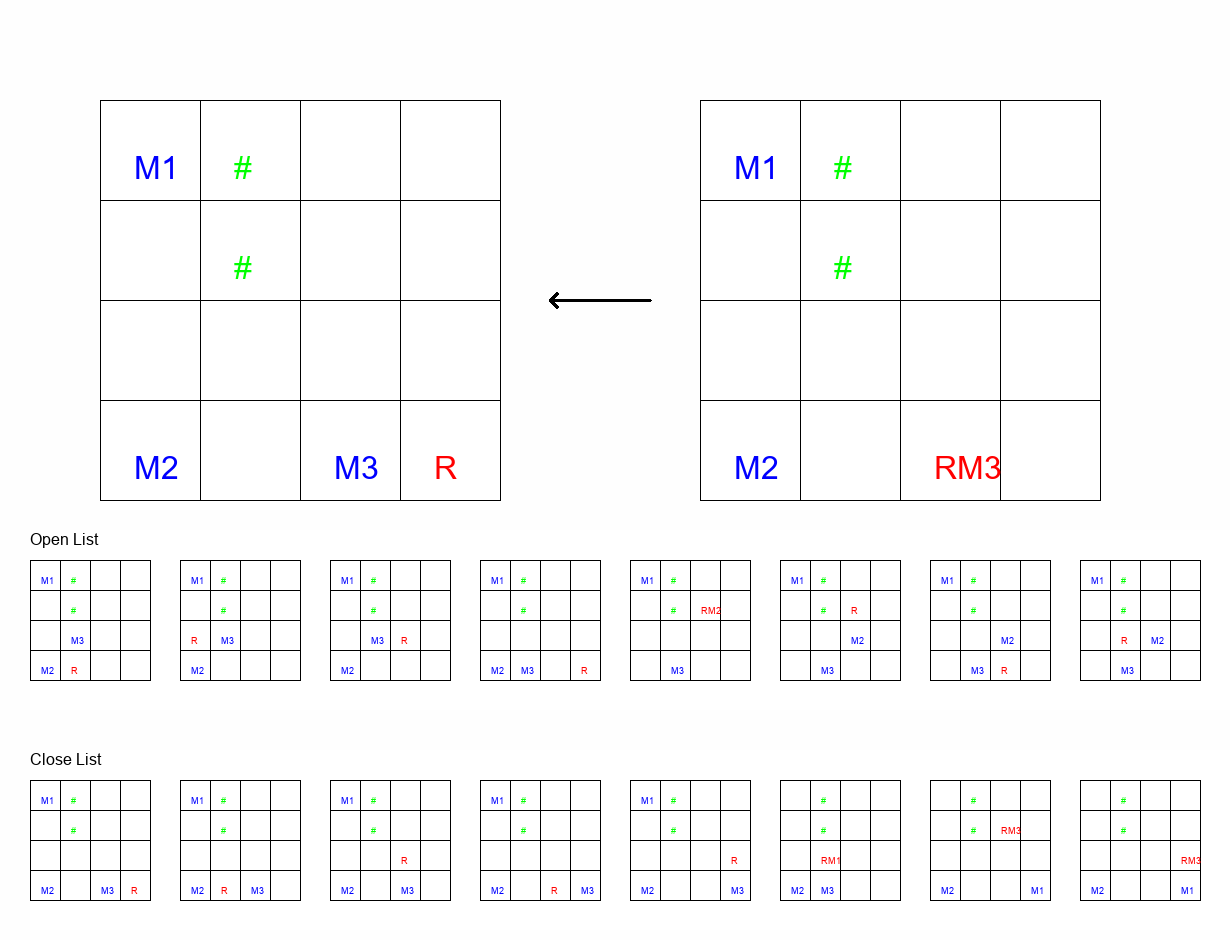 M1 # M1 #
# #
M2 M3 R M2 RM3
Open List
M1 # M1 # M1 # M1 # M1 # M1 # M1 # M1 #
# # # # # RM2 # R # #
M3 R M3 M3 R M2 M2 R M2
M2 R M2 M2 M2 M3 R M3 M3 M3 R M3
Close List
M1 # M1 # M1 # M1 # M1 # # # #
# # # # # # # RM3 #
R R RM1 RM3
M2 M3 R M2 R M3 M2 M3 M2 R M3 M2 M3 M2 M3 M2 M1 M2 M1